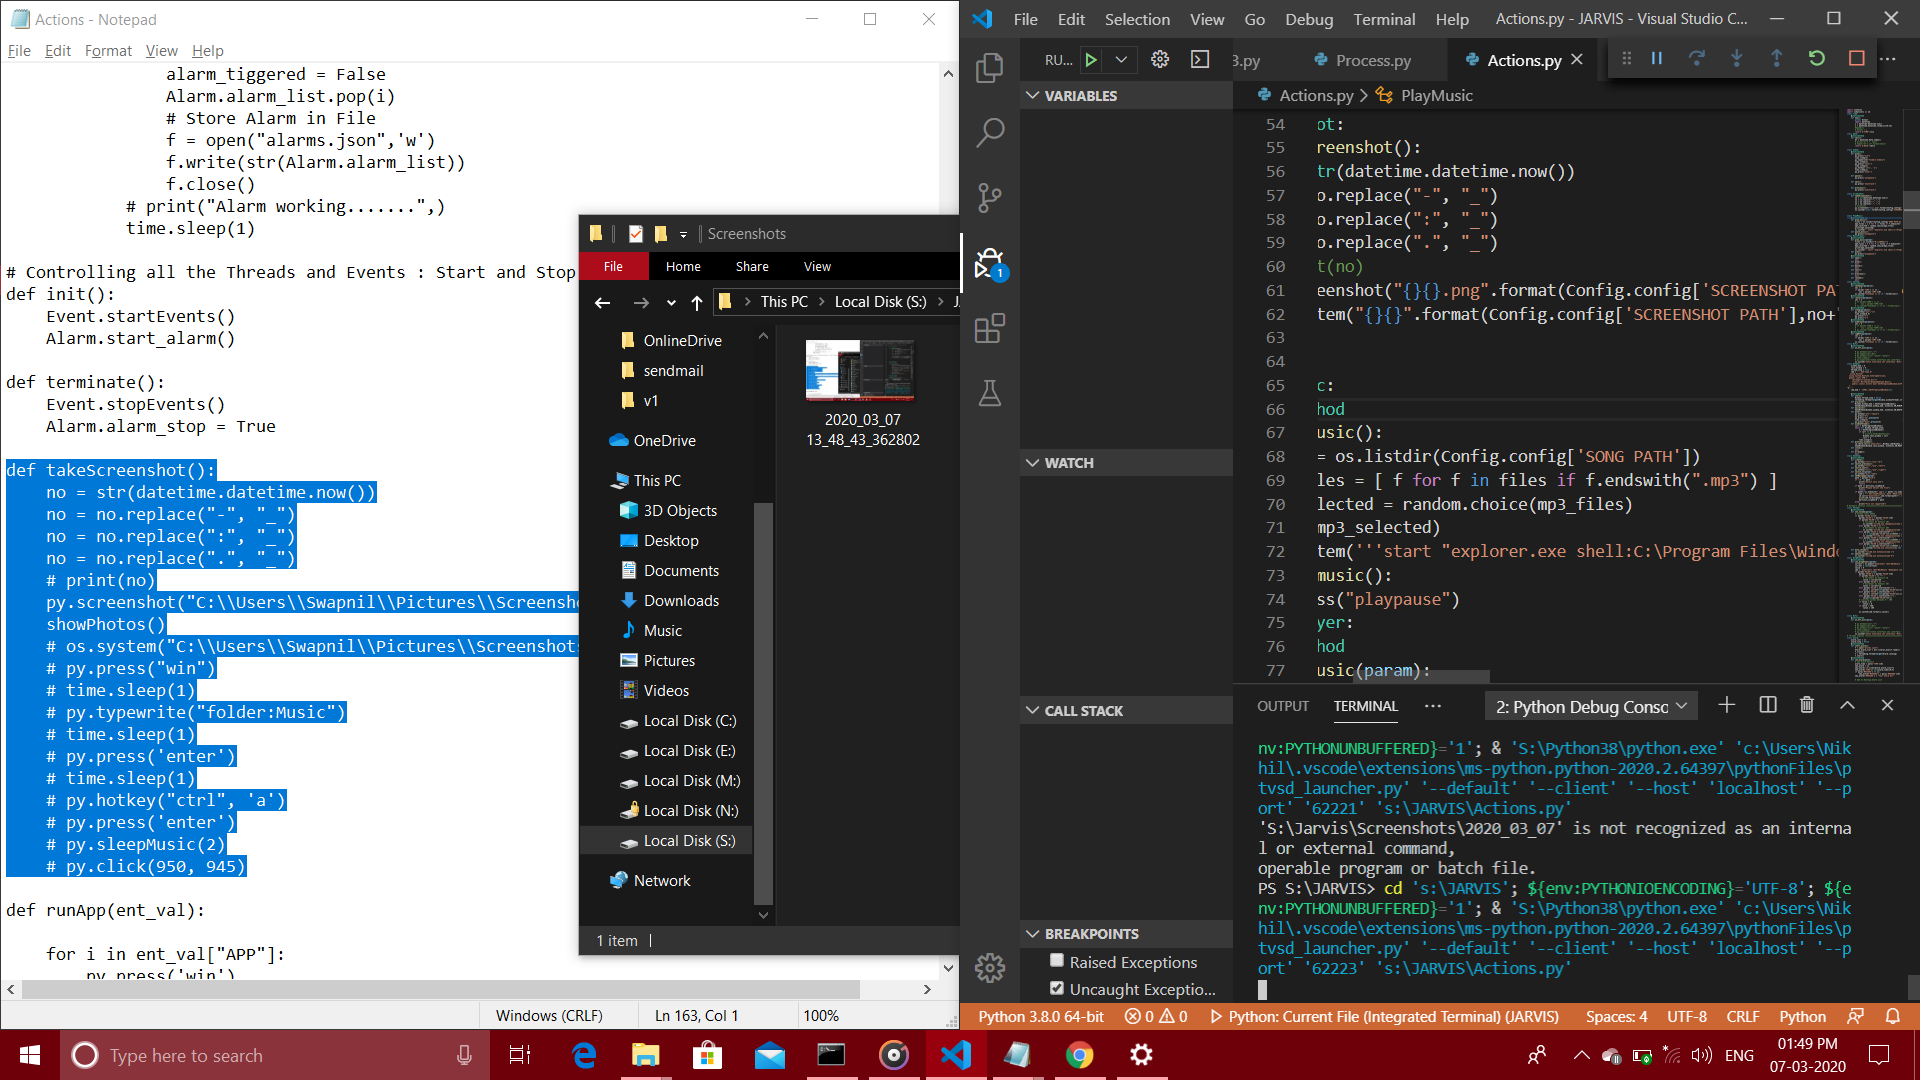 Actions - Notepad
File Edit Format View Help
alarm_tiggered = False
Alarm.alarm_list.pop(i)
# Store Alarm in File
f = open("alarms.json",'w')
f.write(str(Alarm.alarm_list))
f.close()
# print("Alarm working.......",)
time.sleep(1)
# Controlling all the Threads and Events : Start and Stop
def init():
Event.startEvents()
Alarm.start_alarm()
def terminate():
Event.stopEvents()
Alarm.alarm_stop = True
def takeScreenshot():
no = str(datetime.datetime.now())
no = no.replace("-", "_")
no = no.replace(":", "_")
no = no.replace(".", "_")
# print(no)
py.screenshot("C:\\Users\\Swapnil\\Pictures\\Screensho
showPhotos()
# os.system("C:\\Users\\Swapnil\\Pictures\\Screenshots
# py.press("win")
# time.sleep(1)
# py.typewrite("folder:Music")
# time.sleep(1)
# py.press('enter')
# time.sleep(1)
# py.hotkey("ctrl", 'a')
# py.press('enter')
# py.sleepMusic(2)
# py.click(950, 945)
def runApp(ent_val):
for i in ent_val["APP"]:
py.press('win')
Windows (CRLF) Ln 163, Col 1 100%
Screenshots
File Home Share View
This PC Local Disk (S:) J
OnlineDrive
sendmail
v1
OneDrive
This PC
3D Objects
Desktop
Documents
Downloads
Music
Pictures
Videos
Local Disk (C:)
Local Disk (E:)
Local Disk (M:)
Local Disk (N:)
Local Disk (S:)
Network
2020_03_07
13_48_43_362802
1 item
File Edit Selection View Go Debug Terminal Help Actions.py - JARVIS - Visual Studio C...
RU... 3.py Process.py Actions.py
VARIABLES
WATCH
CALL STACK
BREAKPOINTS
Raised Exceptions
Uncaught Exceptio...
1
Actions.py PlayMusic
54 ot:
55 reenshot():
56 tr(datetime.datetime.now())
57 o.replace("-", "_")
58 o.replace(":", "_")
59 o.replace(".", "_")
60 t(no)
61 eenshot("{}{}.png".format(Config.config['SCREENSHOT PA
62 tem("{}{}".format(Config.config['SCREENSHOT PATH'],no+'
63
64
65 c:
66 hod
67 usic():
68 = os.listdir(Config.config['SONG PATH'])
69 les = [ f for f in files if f.endswith(".mp3") ]
70 lected = random.choice(mp3_files)
71 mp3_selected)
72 tem('''start "explorer.exe shell:C:\Program Files\Windo
73 music():
74 ss("playpause")
75 yer:
76 hod
77 usic(param):
OUTPUT TERMINAL 2: Python Debug Conso
nv:PYTHONUNBUFFERED}='1'; & 'S:\Python38\python.exe' 'c:\Users\Nik
hil\.vscode\extensions\ms-python.python-2020.2.64397\pythonFiles\p
tvsd_launcher.py' '--default' '--client' '--host' 'localhost' '--p
ort' '62221' 's:\JARVIS\Actions.py'
'S:\Jarvis\Screenshots\2020_03_07' is not recognized as an interna
l or external command,
operable program or batch file.
PS S:\JARVIS> cd 's:\JARVIS'; ${env:PYTHONIOENCODING}='UTF-8'; ${e
nv:PYTHONUNBUFFERED}='1'; & 'S:\Python38\python.exe' 'c:\Users\Nik
hil\.vscode\extensions\ms-python.python-2020.2.64397\pythonFiles\p
tvsd_launcher.py' '--default' '--client' '--host' 'localhost' '--p
ort' '62223' 's:\JARVIS\Actions.py'
Python 3.8.0 64-bit 0 0 Python: Current File (Integrated Terminal) (JARVIS) Spaces: 4 UTF-8 CRLF Python
Type here to search
ENG
01:49 PM
07-03-2020